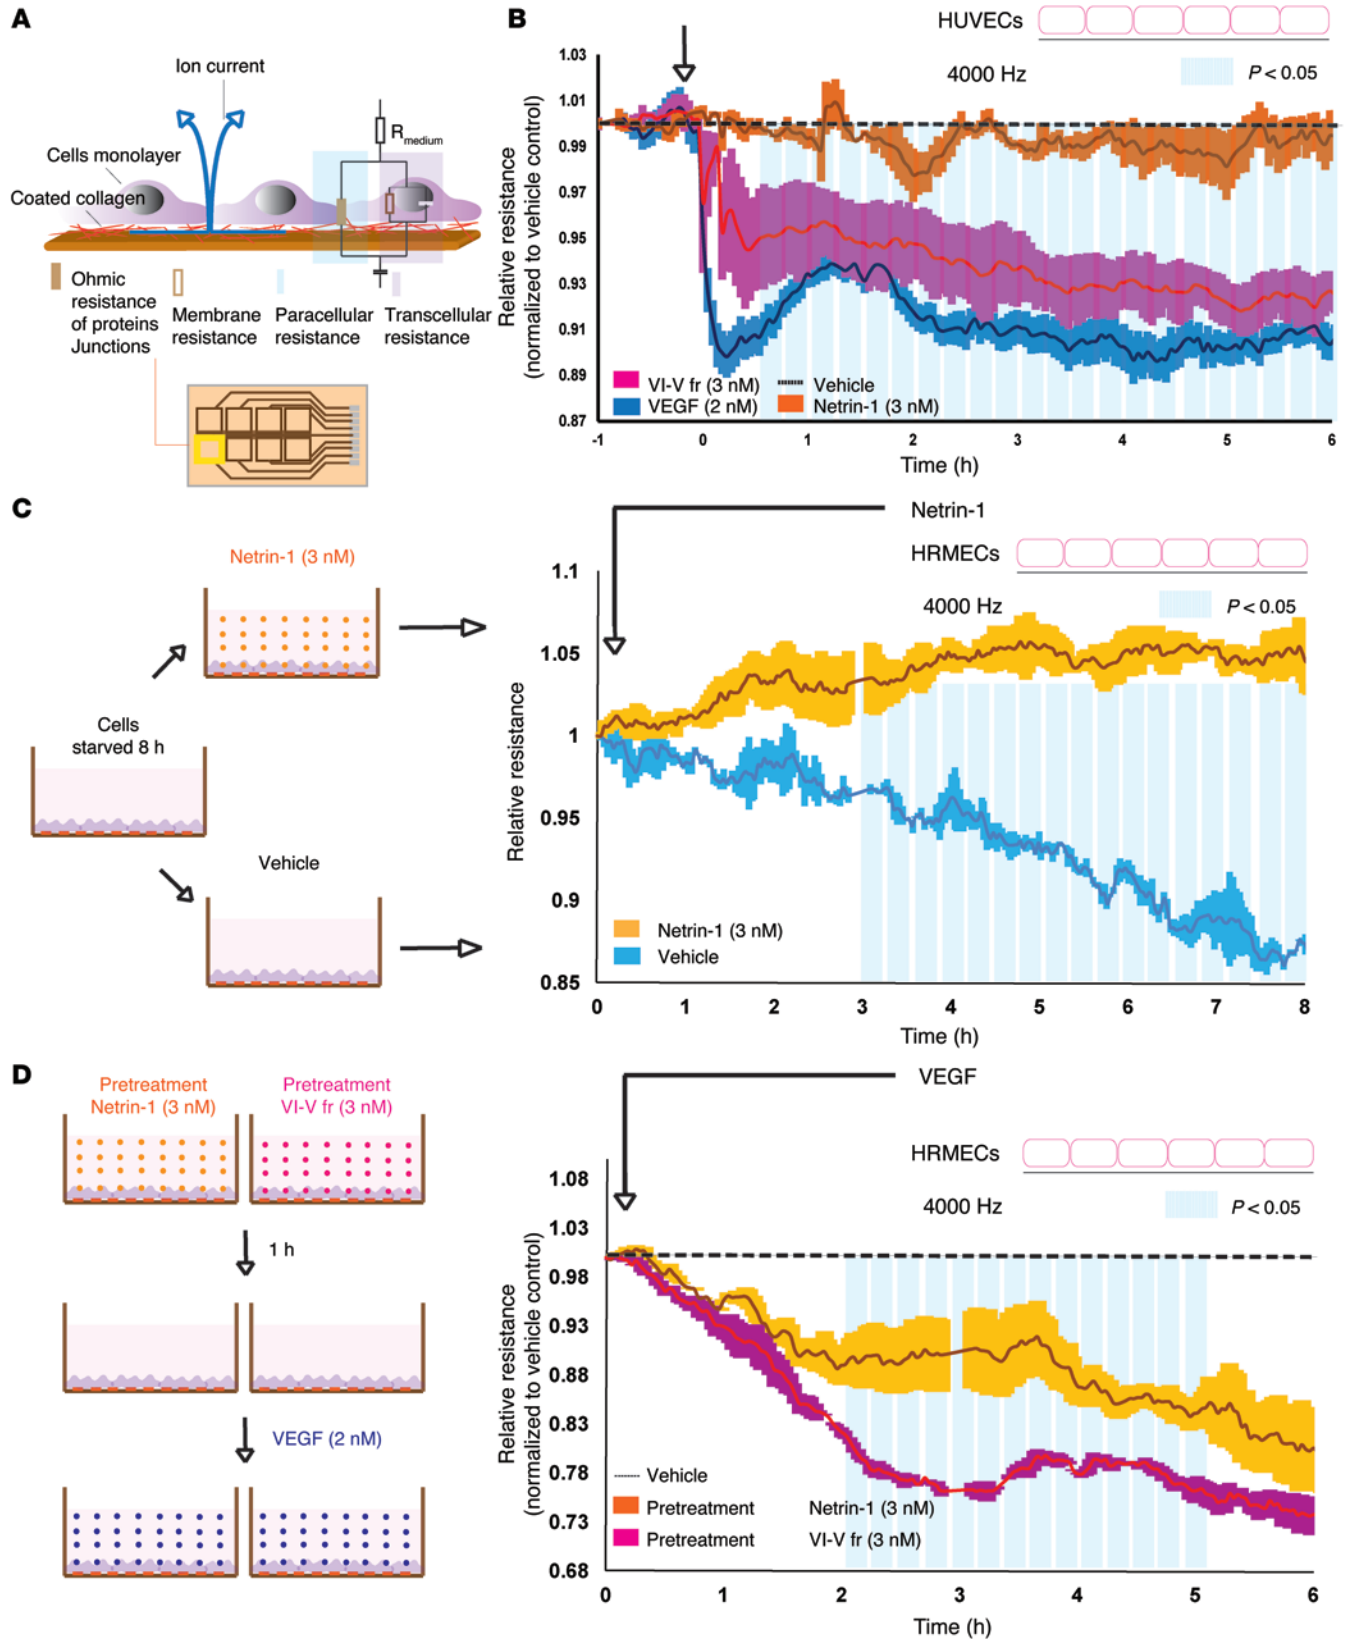 A
Ion current
R medium
Cells monolayer
Coated collagen
Ohmic
resistance
of proteins
Junctions
Membrane
resistance
Paracellular
resistance
Transcellular
resistance
B
HUVECs
4000 Hz
P < 0.05
Relative resistance
(normalized to vehicle control)
1.03
1.01
0.99
0.97
0.95
0.93
0.91
0.89
0.87
VI-V fr (3 nM)
Vehicle
VEGF (2 nM)
Netrin-1 (3 nM)
-1 0 1 2 3 4 5 6
Time (h)
C
Netrin-1 (3 nM)
Cells
starved 8 h
Vehicle
Netrin-1
HRMECs
4000 Hz
P < 0.05
Relative resistance
1.1
1.05
1
0.95
0.9
0.85
Netrin-1 (3 nM)
Vehicle
0 1 2 3 4 5 6 7 8
Time (h)
D
Pretreatment
Netrin-1 (3 nM)
Pretreatment
VI-V fr (3 nM)
1 h
VEGF (2 nM)
VEGF
HRMECs
4000 Hz
P < 0.05
Relative resistance
(normalized to vehicle control)
1.08
1.03
0.98
0.93
0.88
0.83
0.78
0.73
0.68
Vehicle
Pretreatment Netrin-1 (3 nM)
Pretreatment VI-V fr (3 nM)
0 1 2 3 4 5 6
Time (h)